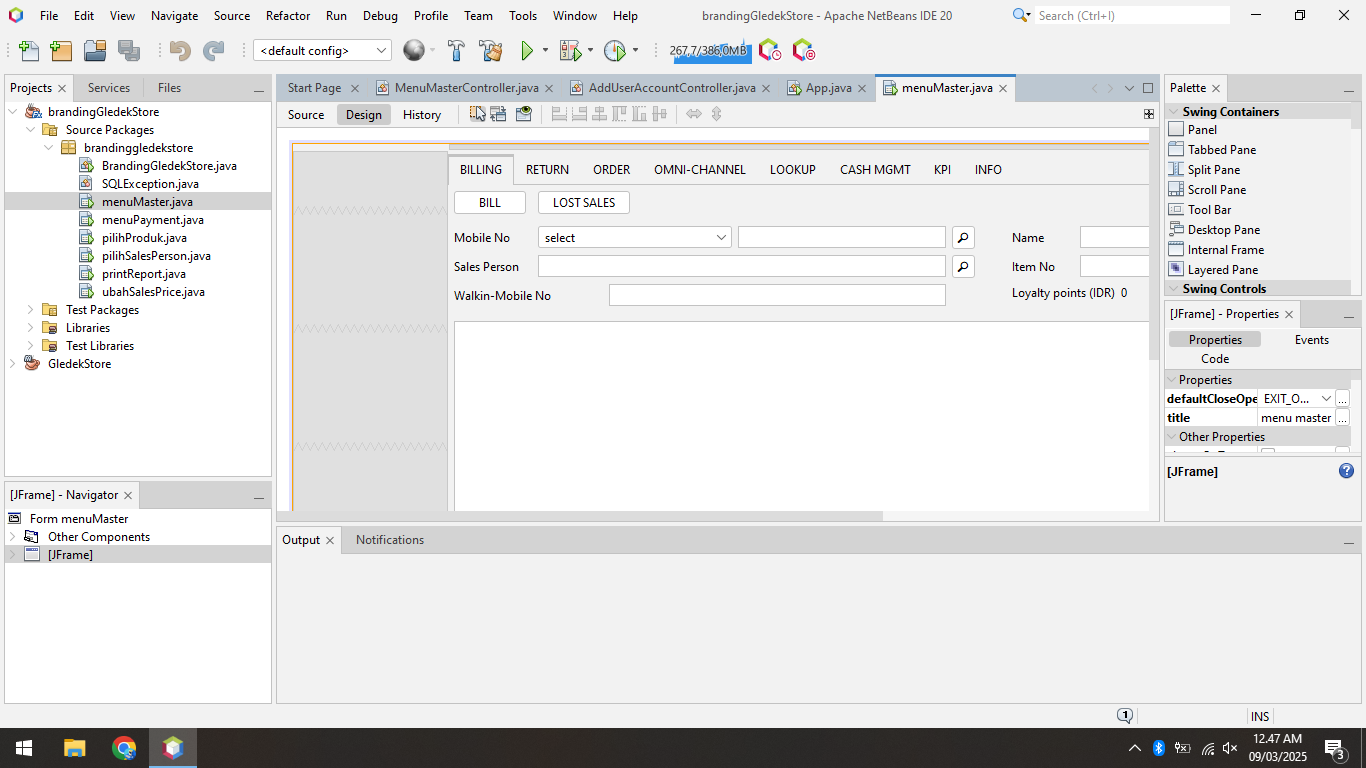 File Edit View Navigate Source Refactor Run Debug Profile Team Tools Window Help brandingGledekStore - Apache NetBeans IDE 20 Search (Ctrl+I)
<default config> 267,7/386,0MB
Projects Services Files
brandingGledekStore
Source Packages
brandinggledekstore
BrandingGledekStore.java
SQLException.java
menuMaster.java
menuPayment.java
pilihProduk.java
pilihSalesPerson.java
printReport.java
ubahSalesPrice.java
Test Packages
Libraries
Test Libraries
GledekStore
[JFrame] - Navigator
Form menuMaster
Other Components
[JFrame]
Start Page MenuMasterController.java AddUserAccountController.java App.java menuMaster.java
Source Design History
BILLING RETURN ORDER OMNI-CHANNEL LOOKUP CASH MGMT KPI INFO
BILL LOST SALES
Mobile No select Name
Sales Person Item No
Walkin-Mobile No Loyalty points (IDR) 0
Output Notifications
Palette
Swing Containers
Panel
Tabbed Pane
Split Pane
Scroll Pane
Tool Bar
Desktop Pane
Internal Frame
Layered Pane
Swing Controls
[JFrame] - Properties
Properties Events
Code
Properties
defaultCloseOpe EXIT_O... ...
title menu master ...
Other Properties
[JFrame]
1 INS
12.47 AM
09/03/2025
3